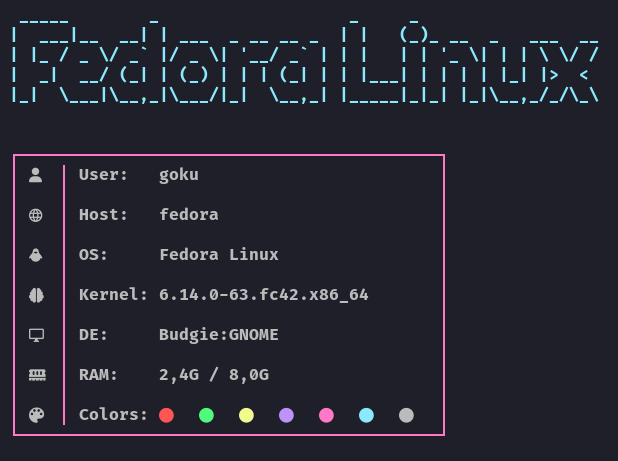 Fedora Linux
User: goku
Host: fedora
OS: Fedora Linux
Kernel: 6.14.0-63.fc42.x86_64
DE: Budgie:GNOME
RAM: 2,4G / 8,0G
Colors: